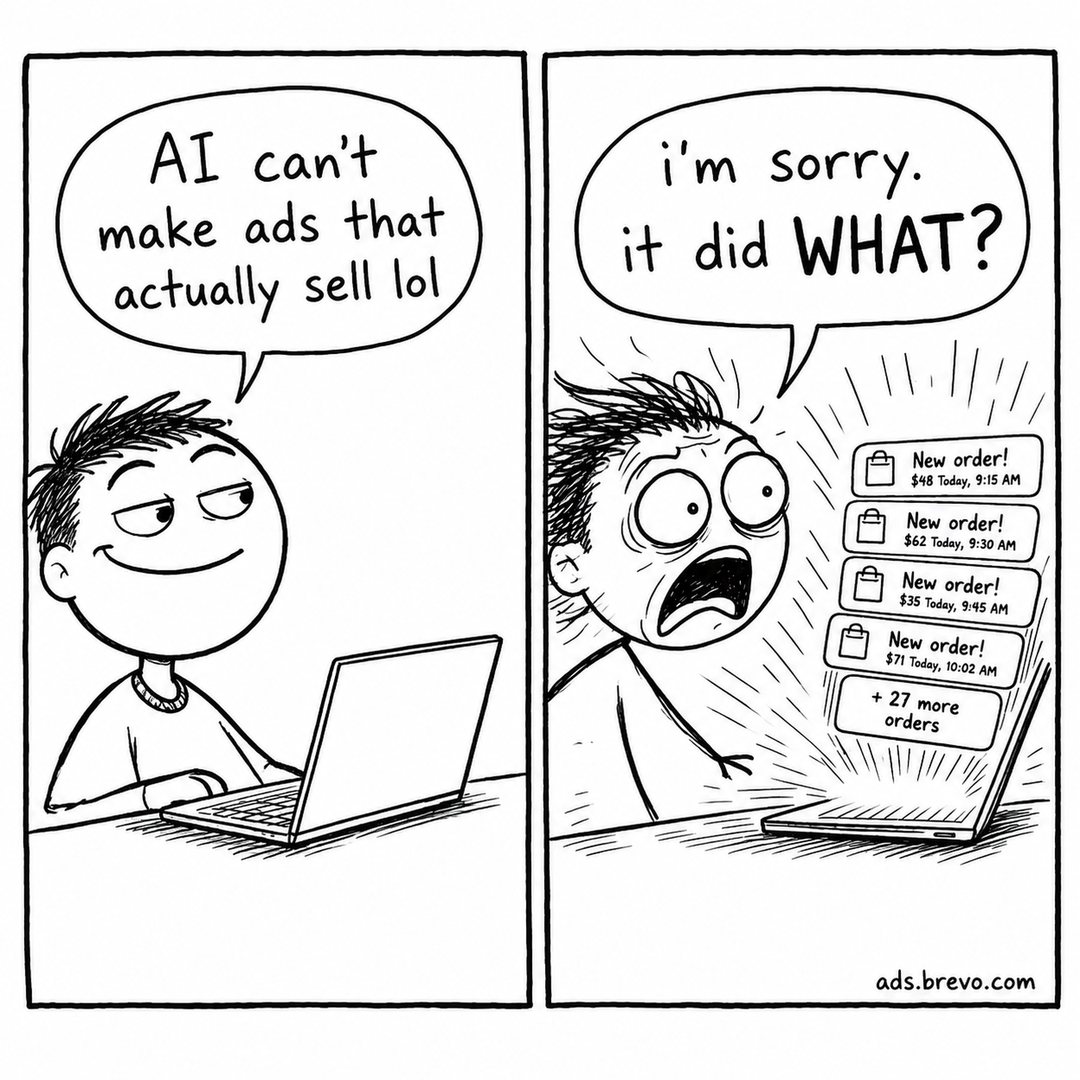 AI can't
make ads that
actually sell lol
i'm sorry.
it did WHAT?
New order!
$48 Today, 9:15 AM
New order!
$62 Today, 9:30 AM
New order!
$35 Today, 9:45 AM
New order!
$71 Today, 10:02 AM
+ 27 more
orders
ads.brevo.com